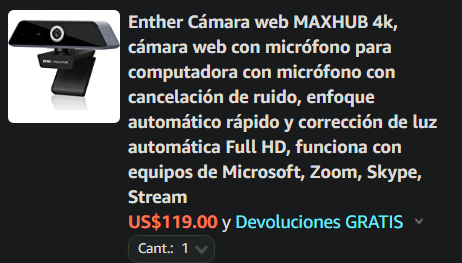 Enther Cámara web MAXHUB 4k,
cámara web con micrófono para
computadora con micrófono con
cancelación de ruido, enfoque
automático rápido y corrección de luz
automática Full HD, funciona con
equipos de Microsoft, Zoom, Skype,
Stream
US$119.00 y Devoluciones GRATIS
Cant.: 1